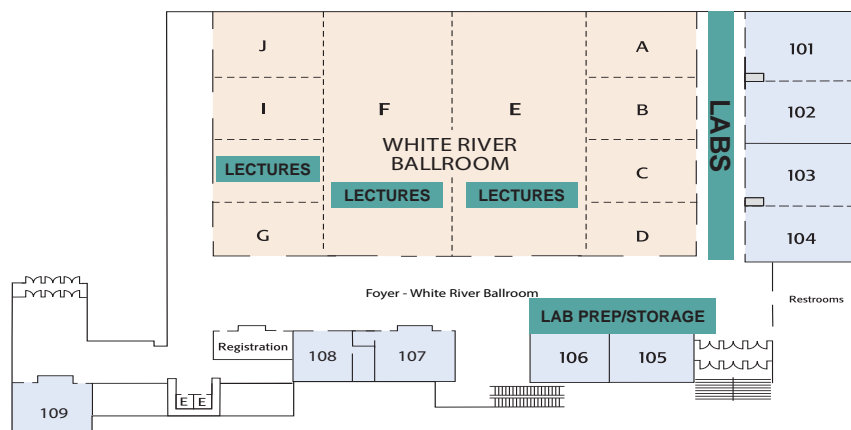 J
A
101
I
F
E
B
102
LABS
WHITE RIVER
BALLROOM
LECTURES
C
103
LECTURES
LECTURES
G
D
104
Foyer - White River Ballroom
Restrooms
LAB PREP/STORAGE
Registration
108
107
106
105
E E
109